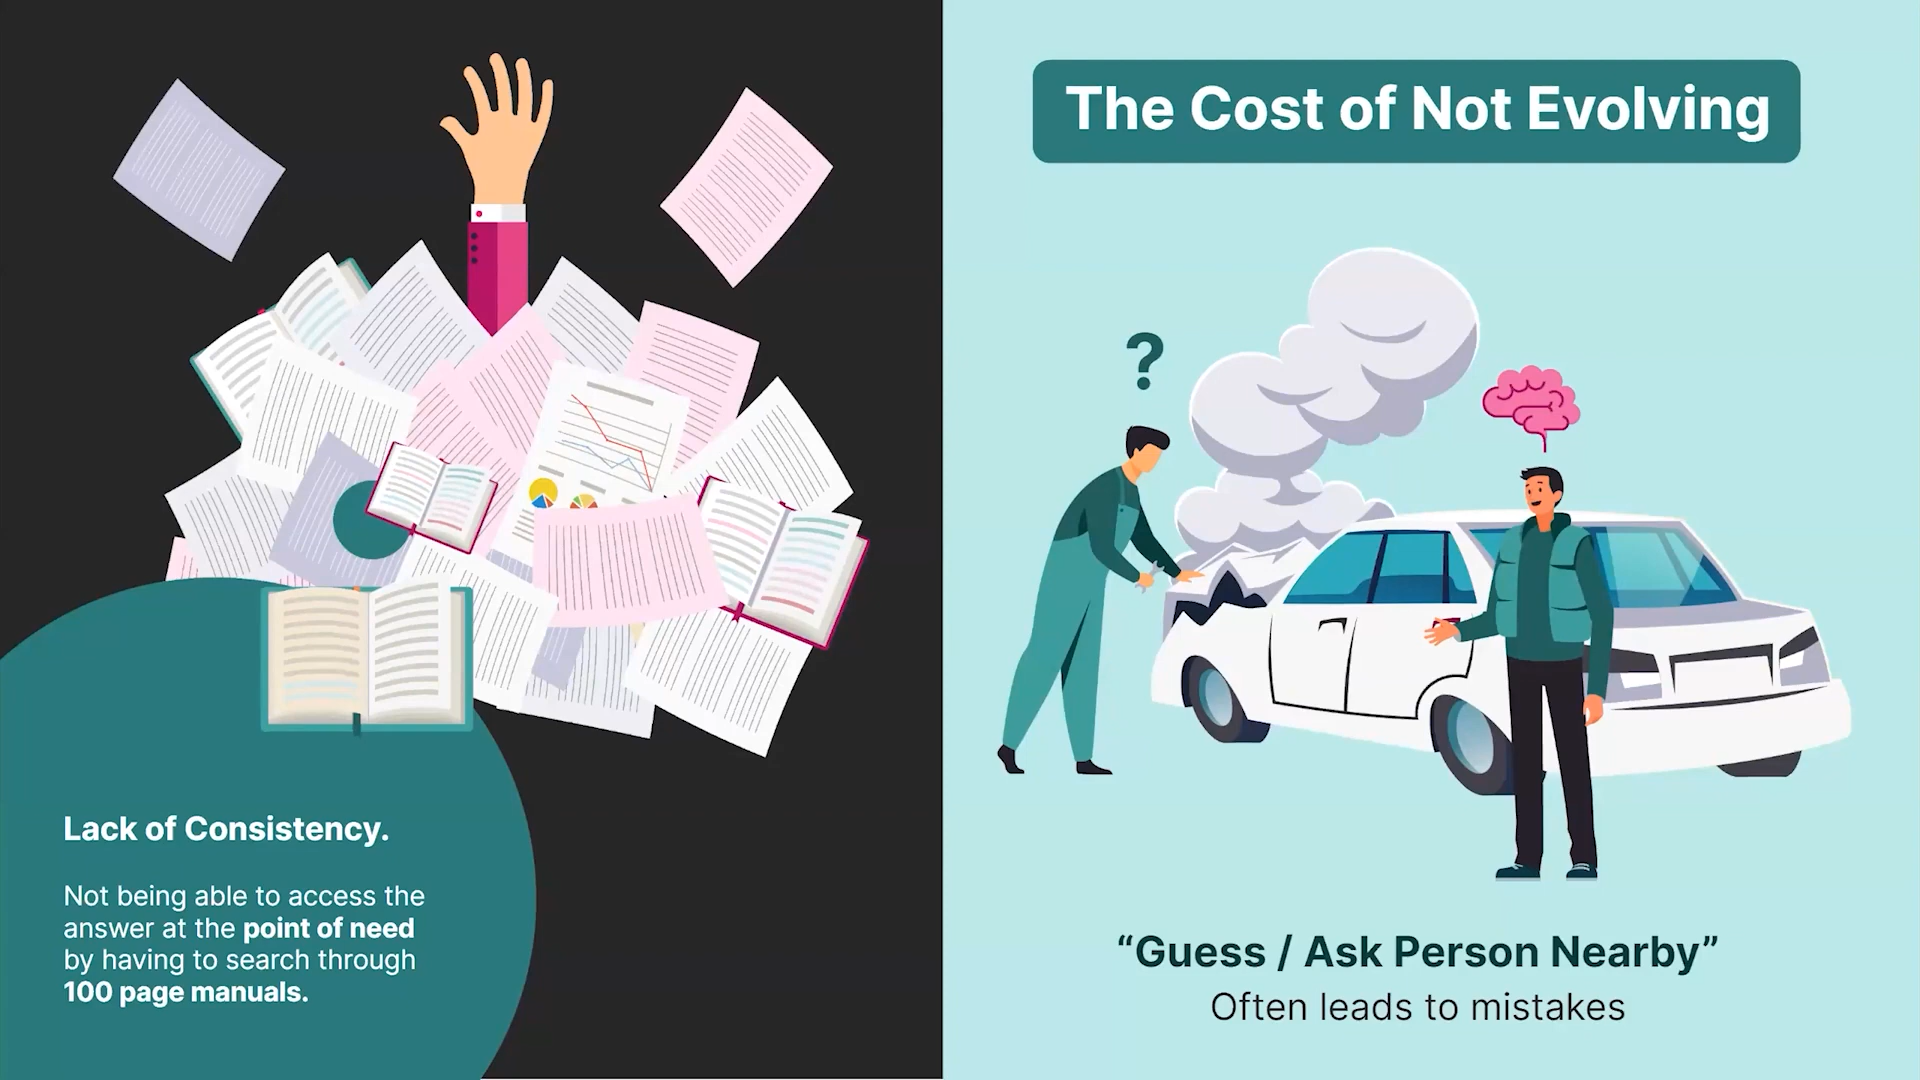 The Cost of Not Evolving
?
Lack of Consistency.
Not being able to access the
answer at the point of need
by having to search through
100 page manuals.
“Guess / Ask Person Nearby”
Often leads to mistakes